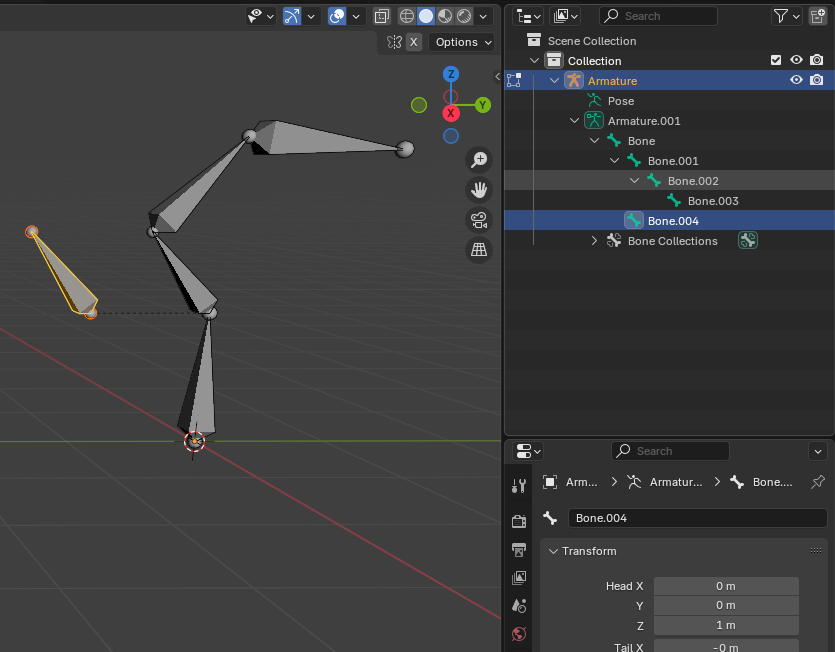 Search
X Options
Scene Collection
Collection
Z
Armature
Y
Pose
X
Armature.001
Bone
Bone.001
Bone.002
Bone.003
Bone.004
Bone Collections
Search
Arm... Armatur... Bone....
Bone.004
Transform
Head X 0 m
Y 0 m
Z 1 m
Tail X -0 m